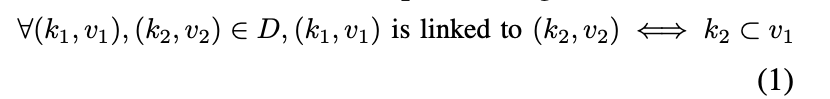 ∀(k₁, v₁), (k₂, v₂) ∈ D, (k₁, v₁) is linked to (k₂, v₂) ⟺ k₂ ⊂ v₁
(1)